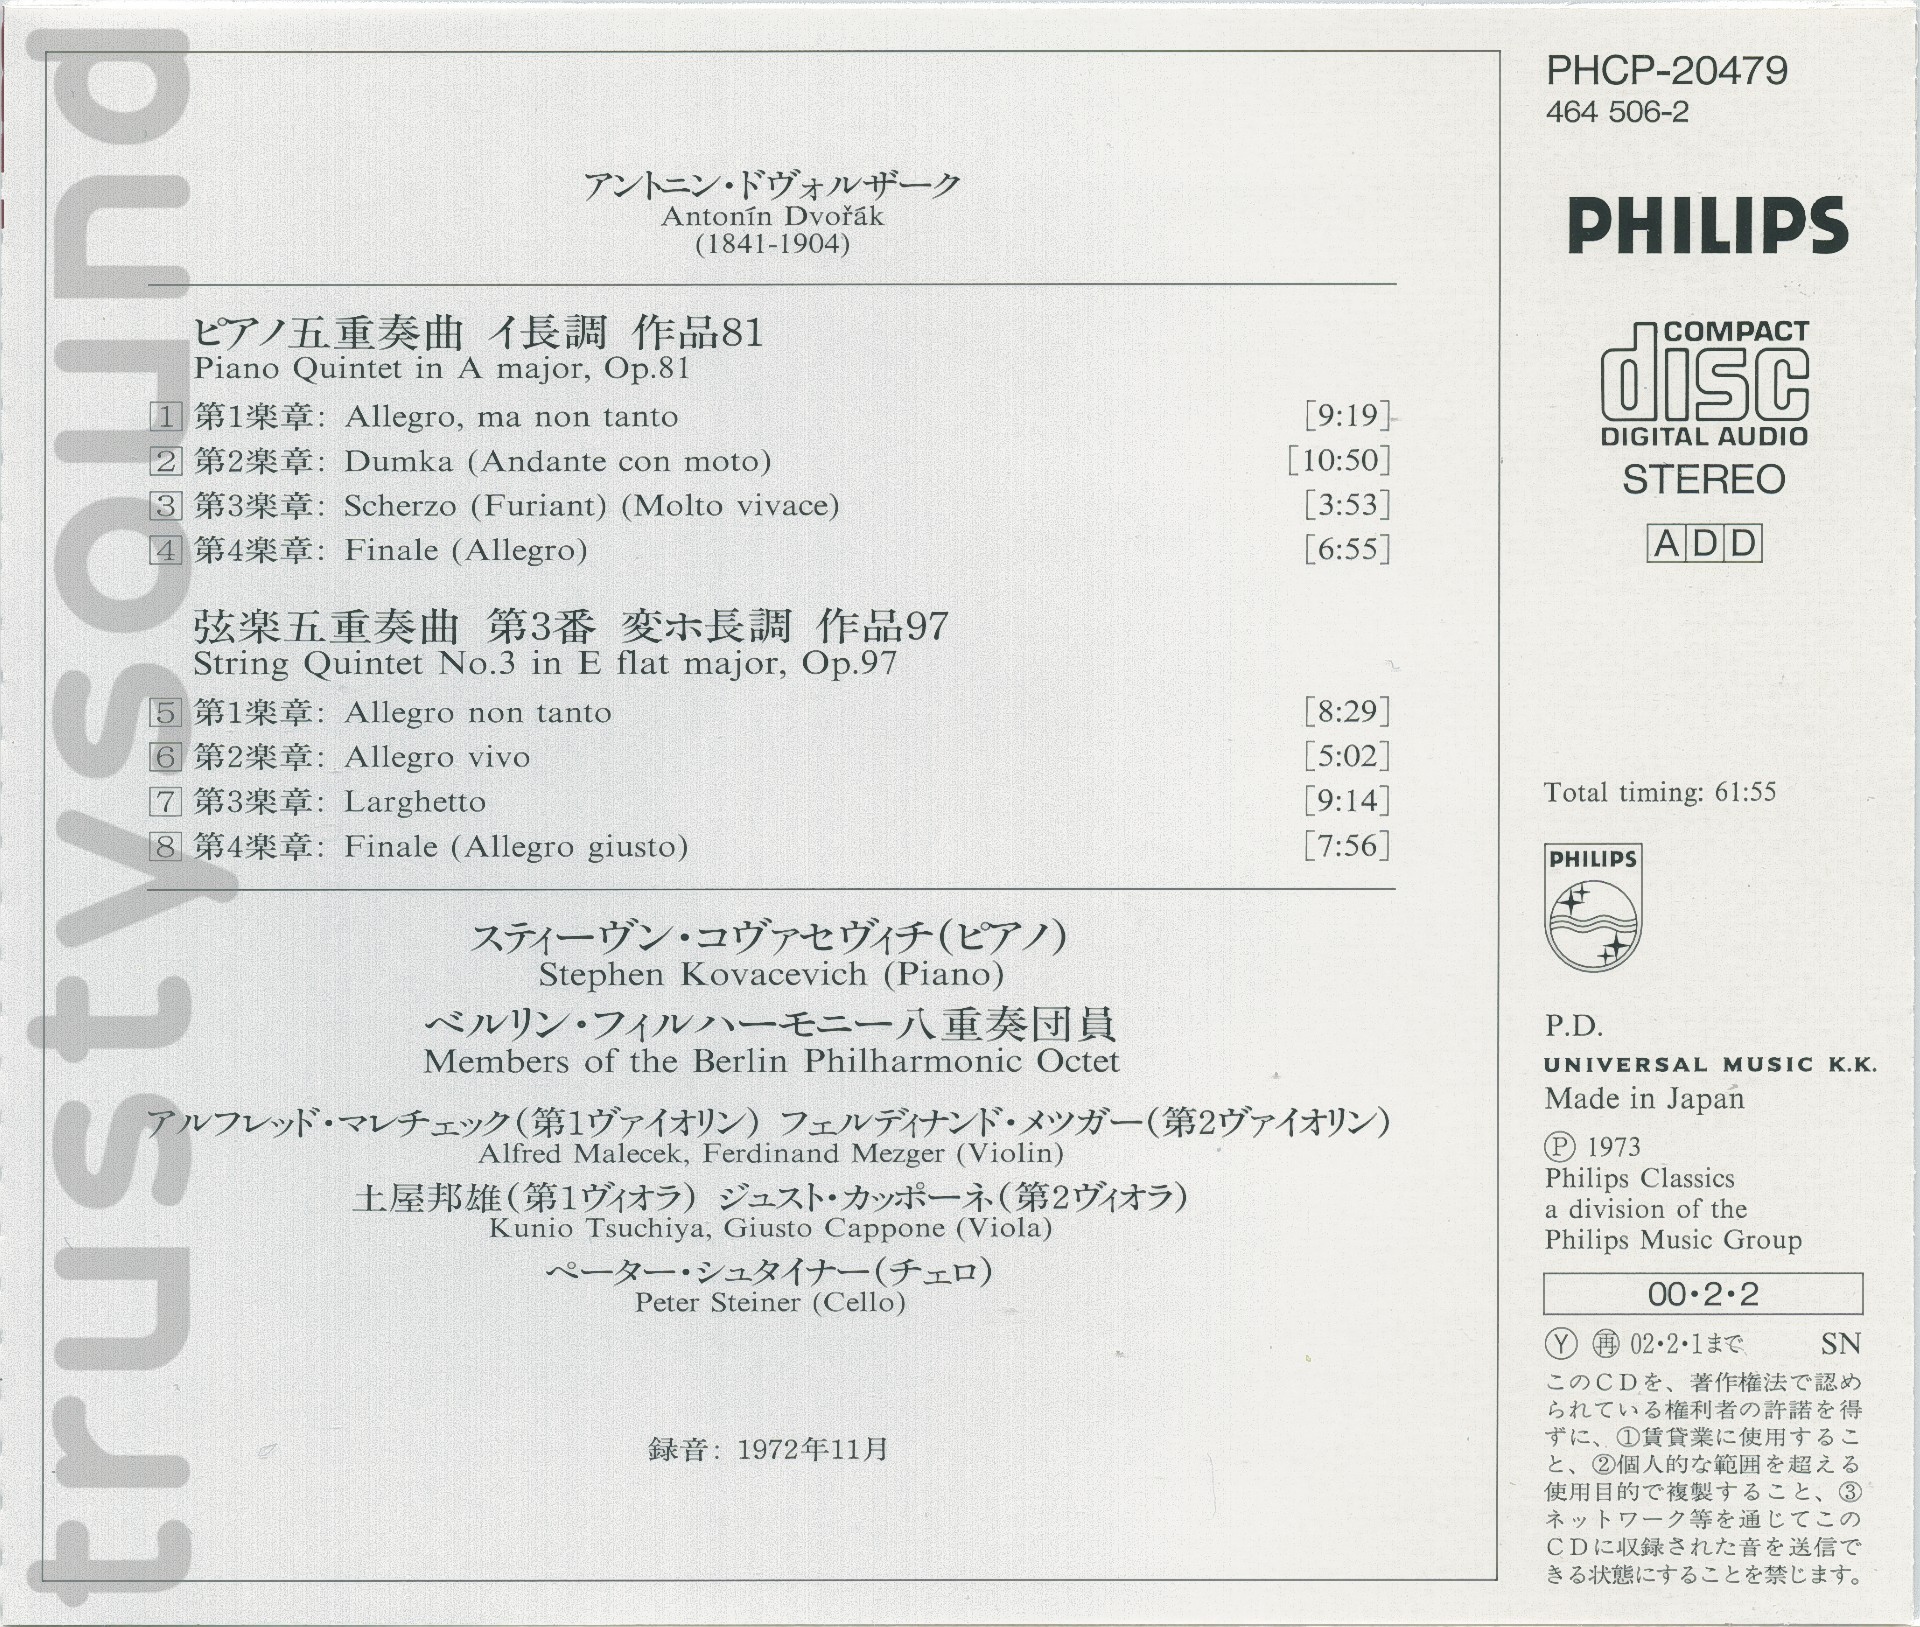 アントニン・ドヴォルザーク
Antonín Dvořák
(1841-1904)
ピアノ五重奏曲 イ長調 作品81
Piano Quintet in A major, Op.81
1 第1楽章: Allegro, ma non tanto [9:19]
2 第2楽章: Dumka (Andante con moto) [10:50]
3 第3楽章: Scherzo (Furiant) (Molto vivace) [3:53]
4 第4楽章: Finale (Allegro) [6:55]
弦楽五重奏曲 第3番 変ホ長調 作品97
String Quintet No.3 in E flat major, Op.97
5 第1楽章: Allegro non tanto [8:29]
6 第2楽章: Allegro vivo [5:02]
7 第3楽章: Larghetto [9:14]
8 第4楽章: Finale (Allegro giusto) [7:56]
スティーヴン・コヴァセヴィチ(ピアノ)
Stephen Kovacevich (Piano)
ベルリン・フィルハーモニー八重奏団員
Members of the Berlin Philharmonic Octet
アルフレッド・マレチェック(第1ヴァイオリン) フェルディナンド・メツガー(第2ヴァイオリン)
Alfred Malecek, Ferdinand Mezger (Violin)
土屋邦雄(第1ヴィオラ) ジュスト・カッポーネ(第2ヴィオラ)
Kunio Tsuchiya, Giusto Cappone (Viola)
ペーター・シュタイナー(チェロ)
Peter Steiner (Cello)
録音: 1972年11月
PHCP-20479
464 506-2
PHILIPS
COMPACT
disc
DIGITAL AUDIO
STEREO
ADD
Total timing: 61:55
PHILIPS
P.D.
UNIVERSAL MUSIC K.K.
Made in Japan
Ⓟ 1973
Philips Classics
a division of the
Philips Music Group
00・2・2
Ⓨ 再 02・2・1まで SN
このCDを、著作権法で認め
られている権利者の許諾を得
ずに、①賃貸業に使用するこ
と、②個人的な範囲を超える
使用目的で複製すること、③
ネットワーク等を通じてこの
CDに収録された音を送信で
きる状態にすることを禁じます。
trustysound